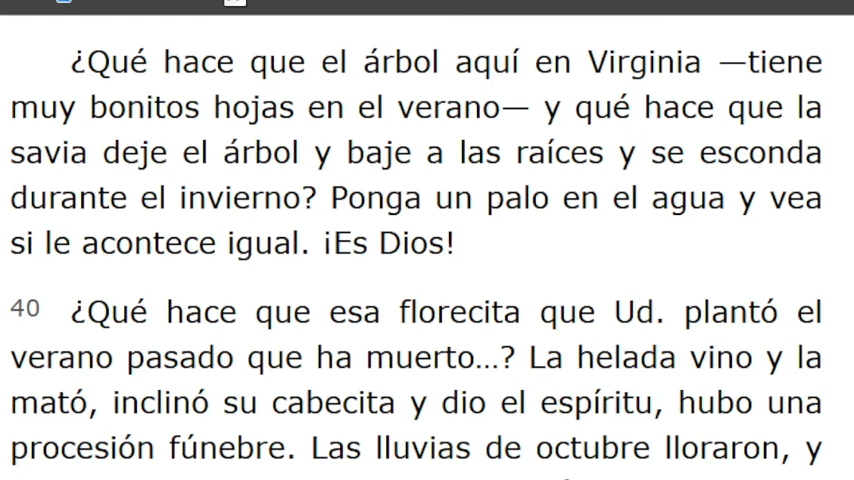 ¿Qué hace que el árbol aquí en Virginia —tiene
muy bonitos hojas en el verano— y qué hace que la
savia deje el árbol y baje a las raíces y se esconda
durante el invierno? Ponga un palo en el agua y vea
si le acontece igual. ¡Es Dios!
40 ¿Qué hace que esa florecita que Ud. plantó el
verano pasado que ha muerto...? La helada vino y la
mató, inclinó su cabecita y dio el espíritu, hubo una
procesión fúnebre. Las lluvias de octubre lloraron, y